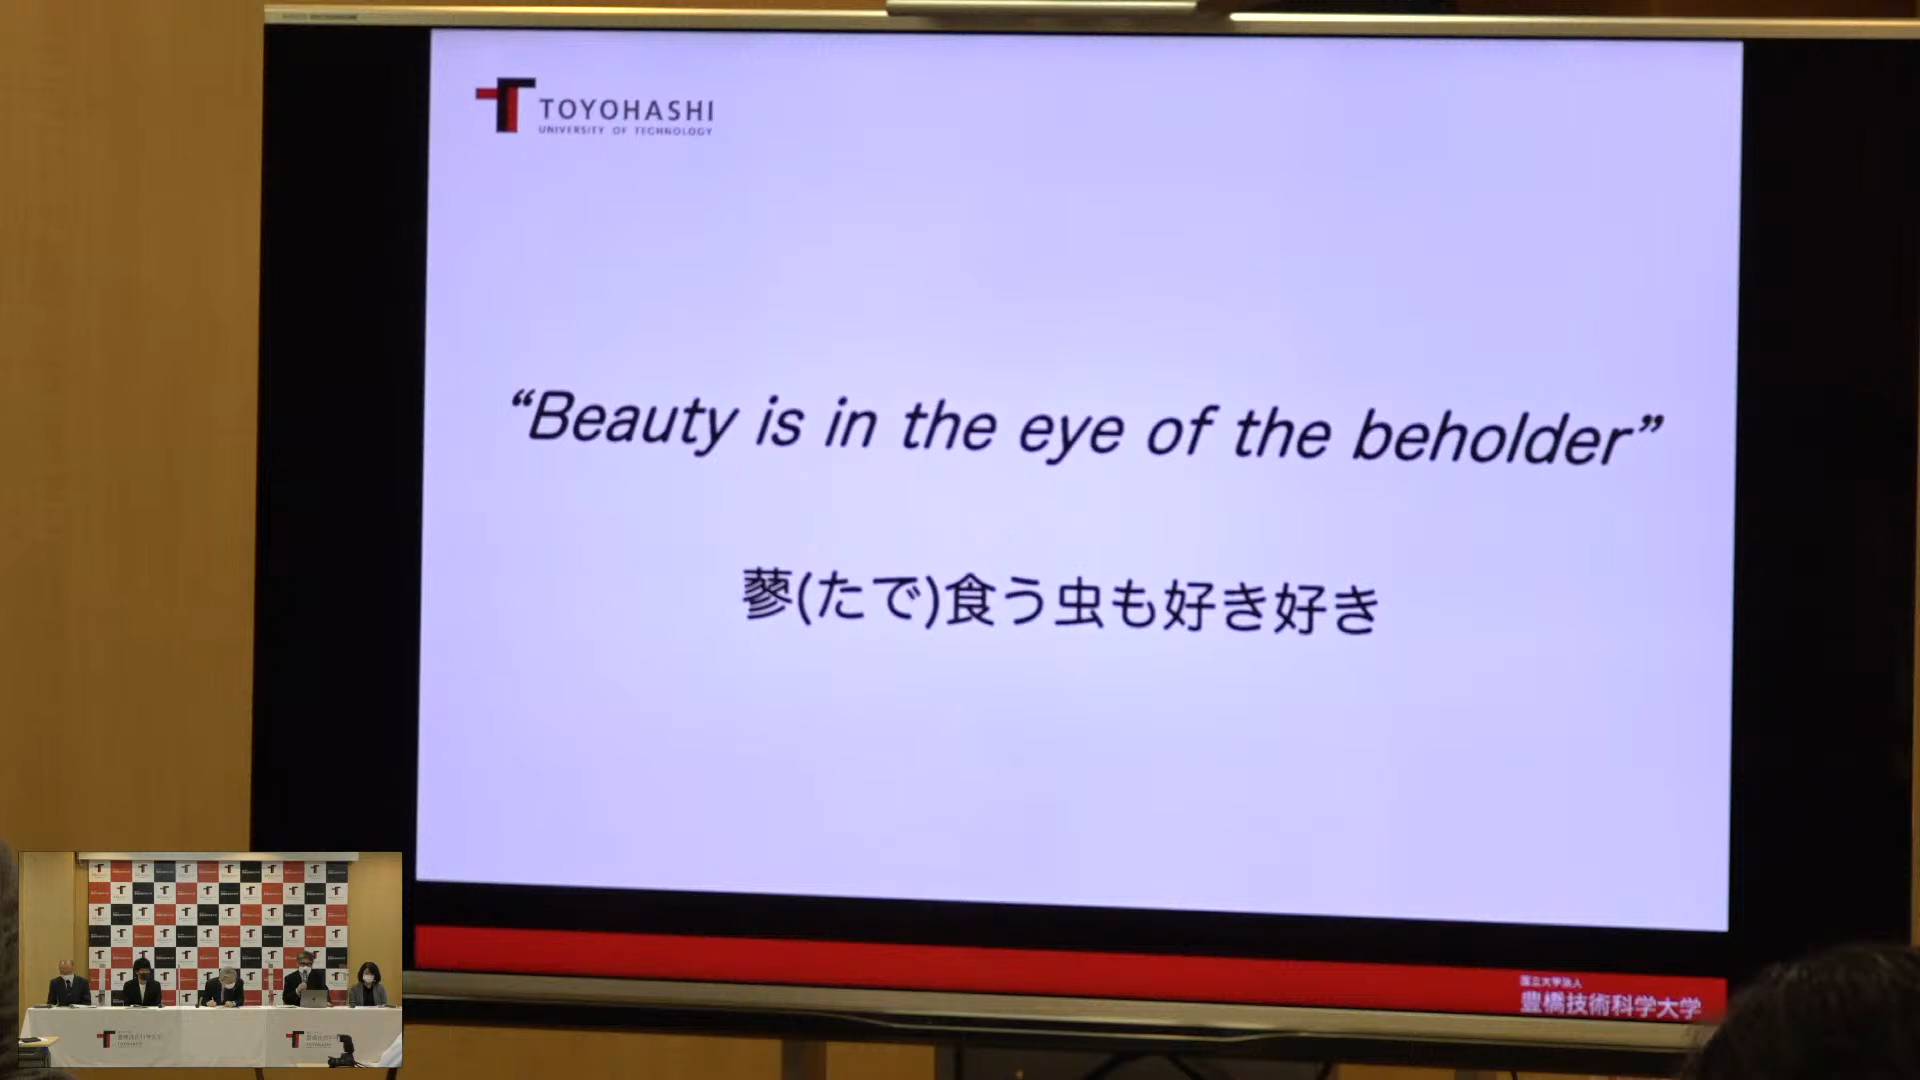 TOYOHASHI
UNIVERSITY OF TECHNOLOGY
“Beauty is in the eye of the beholder”
蓼(たで)食う虫も好き好き
国立大学法人
豊橋技術科学大学